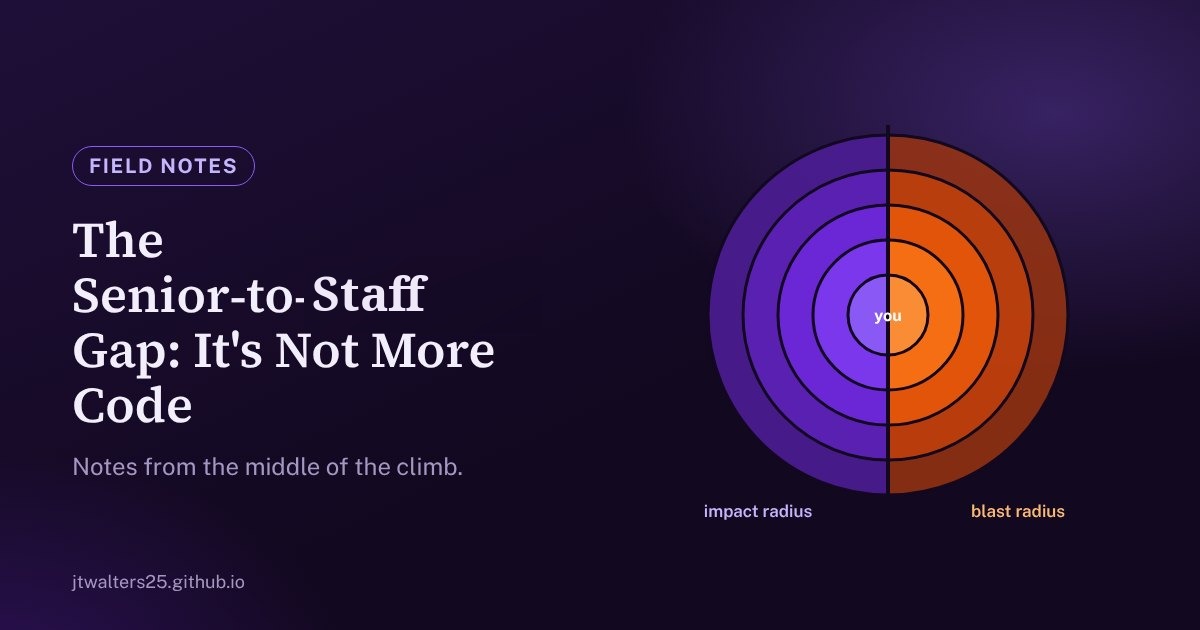 FIELD NOTES
The
Senior-to-Staff
Gap: It's Not More
Code
Notes from the middle of the climb.
you
impact radius
blast radius
jtwalters25.github.io